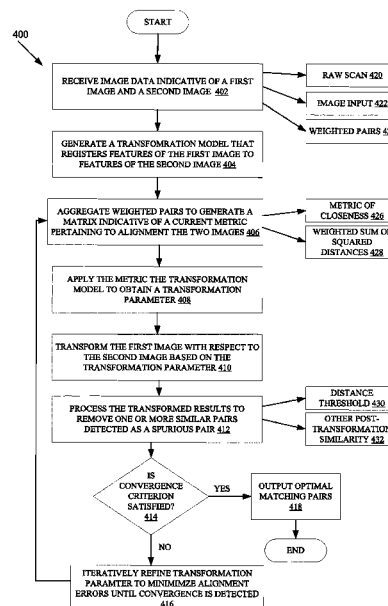 START
400
RECEIVE IMAGE DATA INDICATIVE OF A FIRST
IMAGE AND A SECOND IMAGE 402
RAW SCAN 420
IMAGE INPUT 422
WEIGHTED PAIRS
GENERATE A TRANSFOMRATION MODEL THAT
REGISTERS FEATURES OF THE FIRST IMAGE TO
FEATURES OF THE SECOND IMAGE 404
AGGREGATE WEIGHTED PAIRS TO GENERATE A
MATRIX INDICATIVE OF A CURRENT METRIC
PERTAINING TO ALIGNMENT THE TWO IMAGES 406
METRIC OF
CLOSENESS 426
WEIGHTED SUM OF
SQUARED
DISTANCES 428
APPLY THE METRIC THE TRANSFORMATION
MODEL TO OBTAIN A TRANSFORMATION
PARAMETER 408
TRANSFORM THE FIRST IMAGE WITH RESPECT TO
THE SECOND IMAGE BASED ON THE
TRANSFORMATION PARAMETER 410
PROCESS THE TRANSFORMED RESULTS TO
REMOVE ONE OR MORE SIMILAR PAIRS
DETECTED AS A SPURIOUS PAIR 412
DISTANCE
THRESHOLD 430
OTHER POST-
TRANSFORMATION
SIMILARITY 432
IS
CONVERGENCE
CRITERION
SATISFIED?
414
YES
OUTPUT OPTIMAL
MATCHING PAIRS
418
END
NO
ITERATIVELY REFINE TRANSFORMATION
PARAMTER TO MINIMIZE ALIGNMENT
ERRORS UNTIL CONVERGENCE IS DETECTED
416